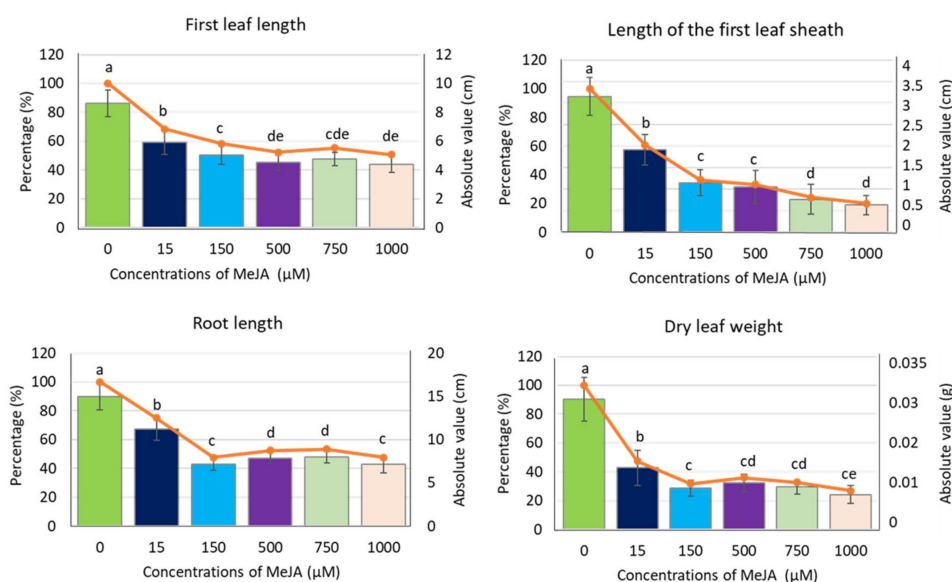 First leaf length
120
100
80
60
40
20
0
Percentage (%)
a
b
c
de
cde
de
12
10
8
6
4
2
0
Absolute value (cm)
0 15 150 500 750 1000
Concentrations of MeJA (μM)
Length of the first leaf sheath
120
100
80
60
40
20
0
Percentage (%)
a
b
c
c
d
d
4
3.5
3
2.5
2
1.5
1
0.5
0
Absolute value (cm)
0 15 150 500 750 1000
Concentrations of MeJA (μM)
Root length
120
100
80
60
40
20
0
Percentage (%)
a
b
c
d
d
c
20
15
10
5
0
Absolute value (cm)
0 15 150 500 750 1000
Concentrations of MeJA (μM)
Dry leaf weight
120
100
80
60
40
20
0
Percentage (%)
a
b
c
cd
cd
ce
0.035
0.03
0.02
0.01
0
Absolute value (g)
0 15 150 500 750 1000
Concentrations of MeJA (μM)